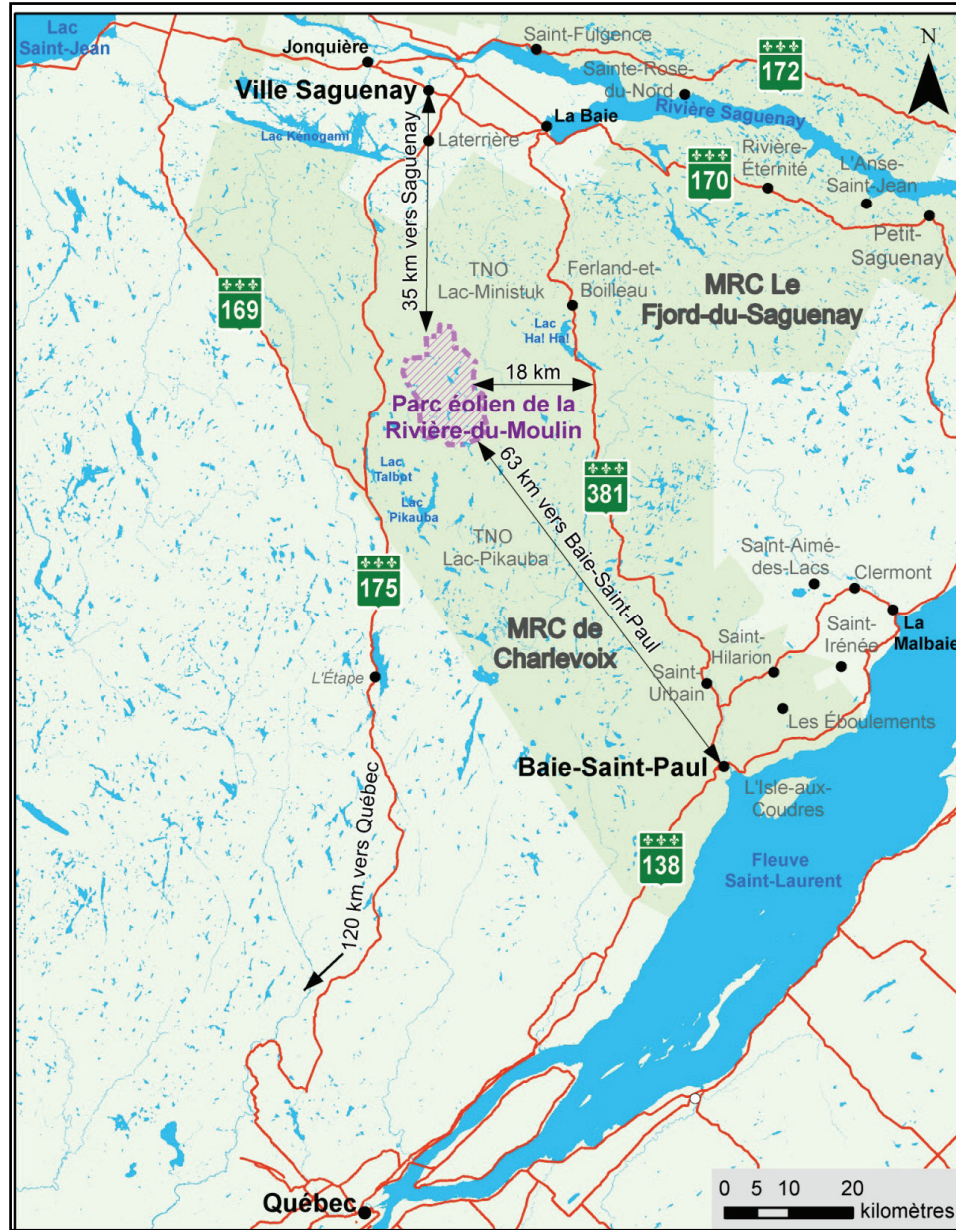 Lac
Saint-Jean
Jonquière
Saint-Fulgence
172
N
Ville Saguenay
Sainte-Rose-
du-Nord
Rivière Saguenay
La Baie
Lac Kénogami
Laterrière
Rivière-
Éternité
170
L'Anse-
Saint-Jean
35 km vers Saguenay
Petit-
Saguenay
TNO
Lac-Ministuk
Ferland-et-
Boilleau
MRC Le
Fjord-du-Saguenay
169
Lac
Ha! Ha!
18 km
Parc éolien de la
Rivière-du-Moulin
Lac
Talbot
Lac
Pikauba
63 km vers Baie-Saint-Paul
381
TNO
Lac-Pikauba
175
Saint-Aimé-
des-Lacs
Clermont
La
Malbaie
MRC de
Charlevoix
Saint-
Hilarion
Saint-
Irénée
L'Étape
Saint-
Urbain
Les Éboulements
Baie-Saint-Paul
L'Isle-aux-
Coudres
138
Fleuve
Saint-Laurent
120 km vers Québec
Québec
0 5 10 20
kilomètres